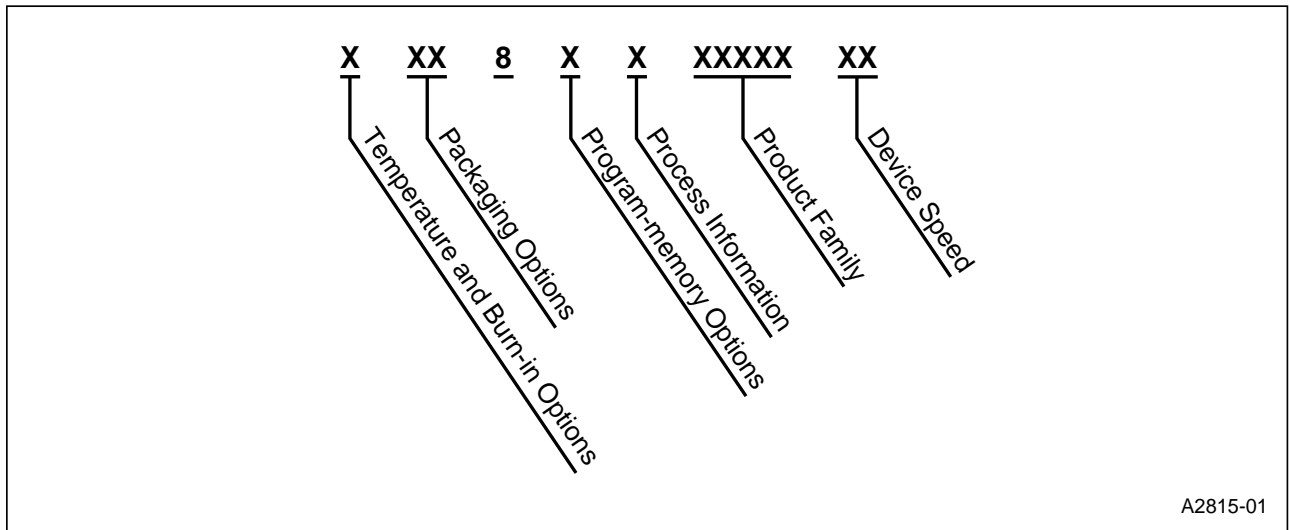 X XX 8 X X XXXXX XX
Temperature and Burn-in Options
Packaging Options
Program-memory Options
Process Information
Product Family
Device Speed
A2815-01